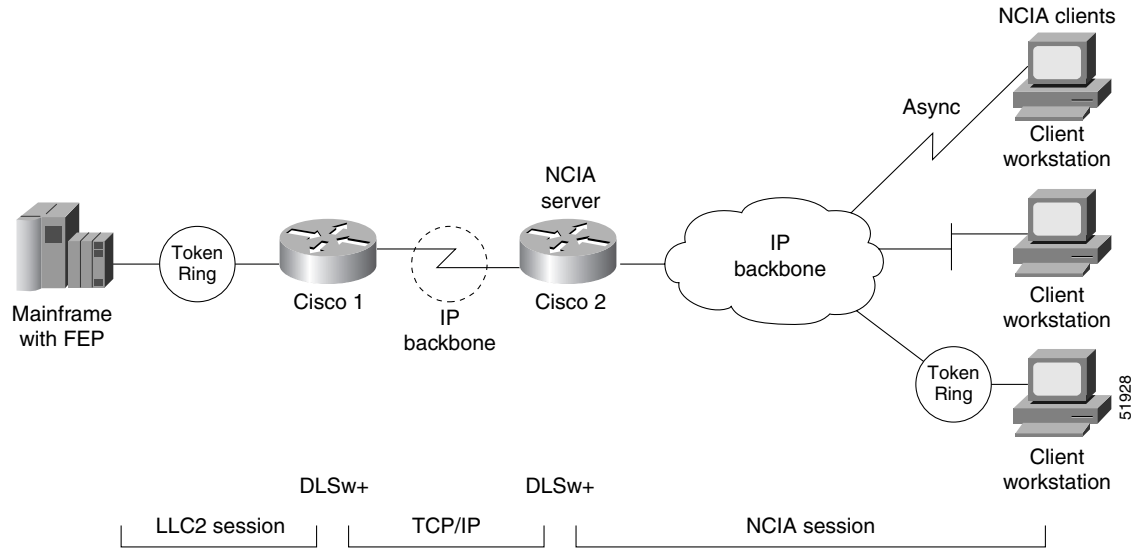 NCIA clients
Async
Client
workstation
NCIA
server
Token
Ring
IP
backbone
Mainframe
with FEP
Cisco 1
IP
backbone
Cisco 2
Client
workstation
Token
Ring
51928
Client
workstation
DLSw+
DLSw+
LLC2 session
TCP/IP
NCIA session